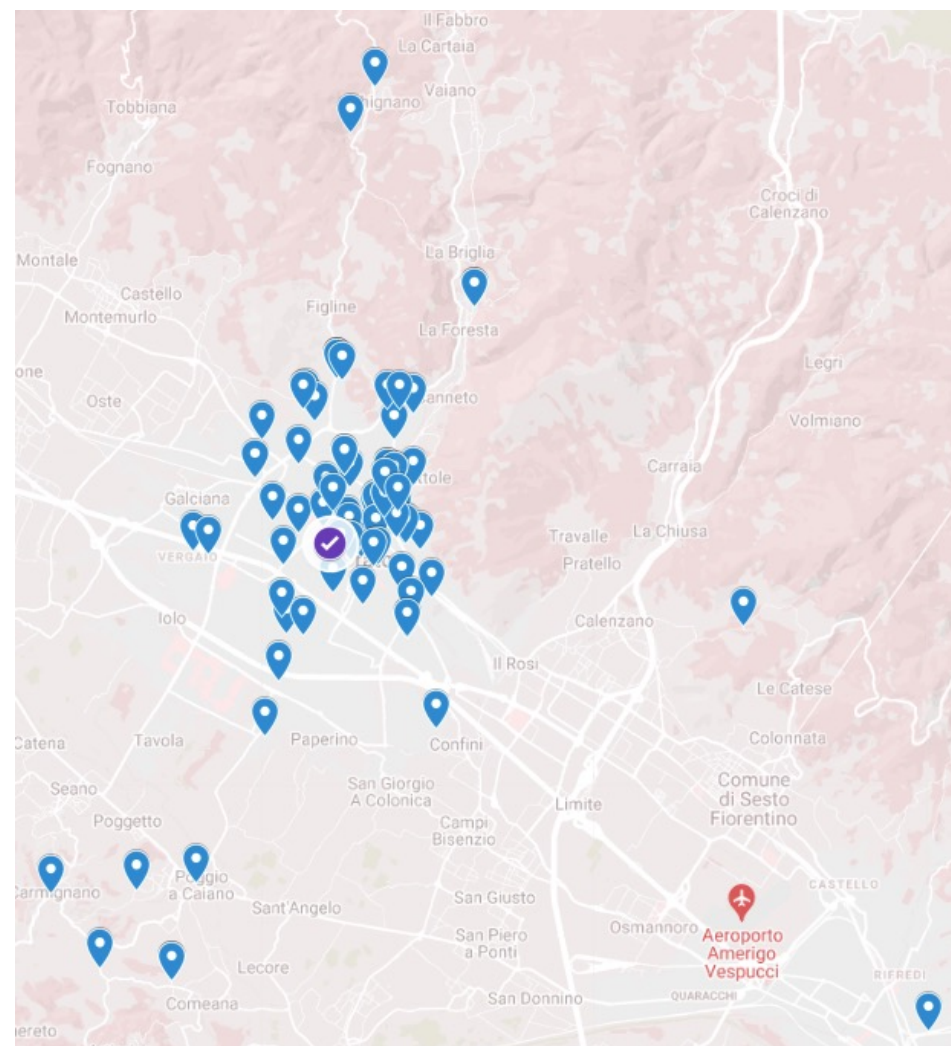 Il Fabbro
La Cartaia
Vaiano
Tobbiana
Fognano
Croci di
Calenzano
Montale
La Briglia
Castello
Montemurlo
Figline
La Foresta
Legri
Oste
Volmiano
Galciana
Carraia
VERGAIO
Travalle
La Chiusa
Pratello
Iolo
Calenzano
Il Rosi
Le Catese
Catena
Tavola
Paperino
Confini
Colonnata
Seano
San Giorgio
A Colonica
Comune
di Sesto
Fiorentino
Limite
Poggetto
Campi
Bisenzio
Carmignano
Poggio
a Caiano
Sant'Angelo
San Giusto
CASTELLO
Osmannoro
San Piero
a Ponti
Aeroporto
Amerigo
Vespucci
Lecore
RIFREDI
Comeana
San Donnino
QUARACCHI